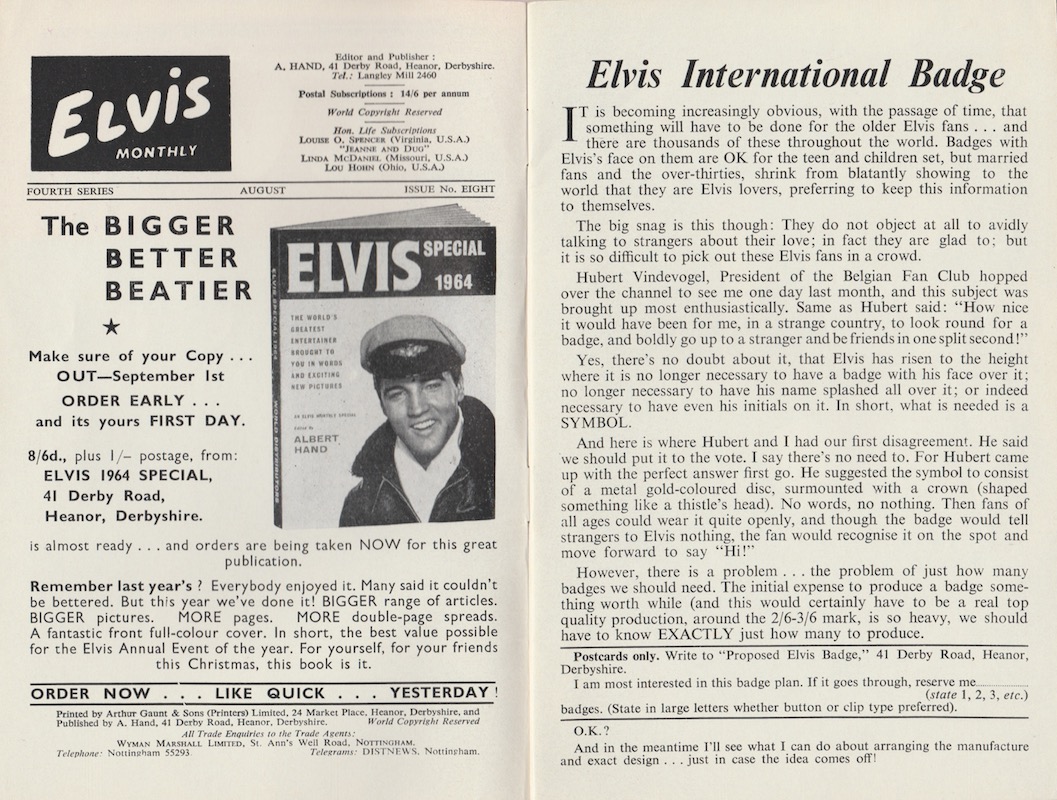 ELVIS
MONTHLY
Editor and Publisher :
A. HAND, 41 Derby Road, Heanor, Derbyshire.
Tel.: Langley Mill 2460
Postal Subscriptions : 14/6 per annum
World Copyright Reserved
Hon. Life Subscriptions
LOUISE O. SPENCER (Virginia, U.S.A.)
"JEANNE AND DUG"
LINDA MCDANIEL (Missouri, U.S.A.)
LOU HOHN (Ohio, U.S.A.)
FOURTH SERIES AUGUST ISSUE No. EIGHT
The BIGGER
BETTER
BEATIER
★
Make sure of your Copy . . .
OUT—September 1st
ORDER EARLY . . .
and its yours FIRST DAY.
8/6d., plus 1/– postage, from:
ELVIS 1964 SPECIAL,
41 Derby Road,
Heanor, Derbyshire.
ELVIS SPECIAL
1964
THE WORLD'S
GREATEST
ENTERTAINER
BROUGHT TO
YOU IN WORDS
AND EXCITING
NEW PICTURES
AN ELVIS MONTHLY SPECIAL
Edited by
ALBERT
HAND
ELVIS SPECIAL 1964 WORLD DISTRIBUTORS
is almost ready . . . and orders are being taken NOW for this great
publication.
Remember last year's ? Everybody enjoyed it. Many said it couldn't
be bettered. But this year we've done it! BIGGER range of articles.
BIGGER pictures. MORE pages. MORE double-page spreads.
A fantastic front full-colour cover. In short, the best value possible
for the Elvis Annual Event of the year. For yourself, for your friends
this Christmas, this book is it.
ORDER NOW . . . LIKE QUICK . . . YESTERDAY!
Printed by Arthur Gaunt & Sons (Printers) Limited, 24 Market Place, Heanor, Derbyshire, and
Published by A. Hand, 41 Derby Road, Heanor, Derbyshire. World Copyright Reserved
All Trade Enquiries to the Trade Agents:
WYMAN MARSHALL LIMITED, St. Ann's Well Road, NOTTINGHAM.
Telephone: Nottingham 55293. Telegrams: DISTNEWS, Nottingham.
Elvis International Badge
IT is becoming increasingly obvious, with the passage of time, that
something will have to be done for the older Elvis fans . . . and
there are thousands of these throughout the world. Badges with
Elvis's face on them are OK for the teen and children set, but married
fans and the over-thirties, shrink from blatantly showing to the
world that they are Elvis lovers, preferring to keep this information
to themselves.
The big snag is this though: They do not object at all to avidly
talking to strangers about their love; in fact they are glad to; but
it is so difficult to pick out these Elvis fans in a crowd.
Hubert Vindevogel, President of the Belgian Fan Club hopped
over the channel to see me one day last month, and this subject was
brought up most enthusiastically. Same as Hubert said: "How nice
it would have been for me, in a strange country, to look round for a
badge, and boldly go up to a stranger and be friends in one split second!"
Yes, there's no doubt about it, that Elvis has risen to the height
where it is no longer necessary to have a badge with his face over it;
no longer necessary to have his name splashed all over it; or indeed
necessary to have even his initials on it. In short, what is needed is a
SYMBOL.
And here is where Hubert and I had our first disagreement. He said
we should put it to the vote. I say there's no need to. For Hubert came
up with the perfect answer first go. He suggested the symbol to consist
of a metal gold-coloured disc, surmounted with a crown (shaped
something like a thistle's head). No words, no nothing. Then fans of
all ages could wear it quite openly, and though the badge would tell
strangers to Elvis nothing, the fan would recognise it on the spot and
move forward to say "Hi!"
However, there is a problem . . . the problem of just how many
badges we should need. The initial expense to produce a badge some-
thing worth while (and this would certainly have to be a real top
quality production, around the 2/6-3/6 mark, is so heavy, we should
have to know EXACTLY just how many to produce.
Postcards only. Write to "Proposed Elvis Badge," 41 Derby Road, Heanor,
Derbyshire.
I am most interested in this badge plan. If it goes through, reserve me..............
(state 1, 2, 3, etc.)
badges. (State in large letters whether button or clip type preferred).
O.K.?
And in the meantime I'll see what I can do about arranging the manufacture
and exact design . . . just in case the idea comes off!